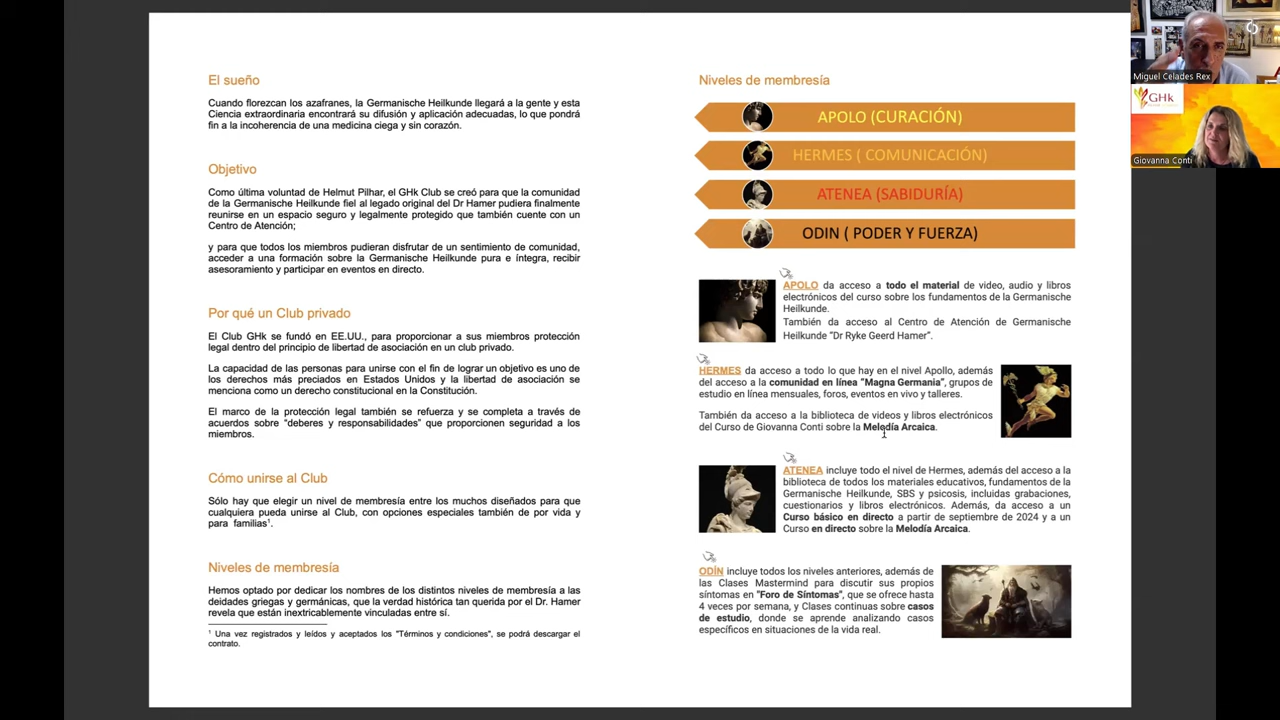 El sueño
Cuando florezcan los azafranes, la Germanische Heilkunde llegará a la gente y esta
Ciencia extraordinaria encontrará su difusión y aplicación adecuadas, lo que pondrá
fin a la incoherencia de una medicina ciega y sin corazón.
Objetivo
Como última voluntad de Helmut Pilhar, el GHk Club se creó para que la comunidad
de la Germanische Heilkunde fiel al legado original del Dr Hamer pudiera finalmente
reunirse en un espacio seguro y legalmente protegido que también cuente con un
Centro de Atención;
y para que todos los miembros pudieran disfrutar de un sentimiento de comunidad,
acceder a una formación sobre la Germanische Heilkunde pura e íntegra, recibir
asesoramiento y participar en eventos en directo.
Por qué un Club privado
El Club GHk se fundó en EE.UU., para proporcionar a sus miembros protección
legal dentro del principio de libertad de asociación en un club privado.
La capacidad de las personas para unirse con el fin de lograr un objetivo es uno de
los derechos más preciados en Estados Unidos y la libertad de asociación se
menciona como un derecho constitucional en la Constitución.
El marco de la protección legal también se refuerza y se completa a través de
acuerdos sobre “deberes y responsabilidades” que proporcionen seguridad a los
miembros.
Cómo unirse al Club
Sólo hay que elegir un nivel de membresía entre los muchos diseñados para que
cualquiera pueda unirse al Club, con opciones especiales también de por vida y
para familias¹.
Niveles de membresía
Hemos optado por dedicar los nombres de los distintos niveles de membresía a las
deidades griegas y germánicas, que la verdad histórica tan querida por el Dr. Hamer
revela que están inextricablemente vinculadas entre sí.
¹ Una vez registrados y leídos y aceptados los "Términos y condiciones", se podrá descargar el
contrato.
Niveles de membresía
APOLO (CURACIÓN)
HERMES ( COMUNICACIÓN)
ATENEA (SABIDURÍA)
ODIN ( PODER Y FUERZA)
APOLO da acceso a todo el material de video, audio y libros
electrónicos del curso sobre los fundamentos de la Germanische
Heilkunde.
También da acceso al Centro de Atención de Germanische
Heilkunde “Dr Ryke Geerd Hamer”.
HERMES da acceso a todo lo que hay en el nivel Apollo, además
del acceso a la comunidad en línea “Magna Germania”, grupos de
estudio en línea mensuales, foros, eventos en vivo y talleres.
También da acceso a la biblioteca de videos y libros electrónicos
del Curso de Giovanna Conti sobre la Melodía Arcaica.
ATENEA incluye todo el nivel de Hermes, además del acceso a la
biblioteca de todos los materiales educativos, fundamentos de la
Germanische Heilkunde, SBS y psicosis, incluidas grabaciones,
cuestionarios y libros electrónicos. Además, da acceso a un
Curso básico en directo a partir de septiembre de 2024 y a un
Curso en directo sobre la Melodía Arcaica.
ODÍN incluye todos los niveles anteriores, además de
las Clases Mastermind para discutir sus propios
síntomas en "Foro de Síntomas", que se ofrece hasta
4 veces por semana, y Clases continuas sobre casos
de estudio, donde se aprende analizando casos
específicos en situaciones de la vida real.
Miguel Celades Rex
GHk
Giovanna Conti